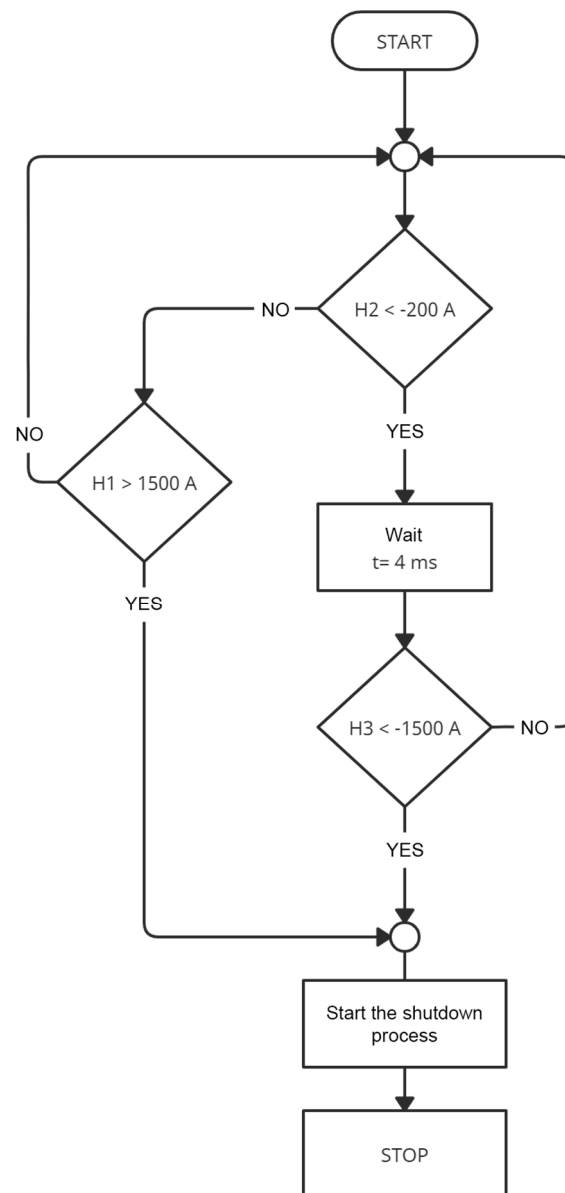 START
H2 < -200 A
NO
YES
NO
H1 > 1500 A
Wait
t= 4 ms
YES
H3 < -1500 A
NO
YES
Start the shutdown
process
STOP